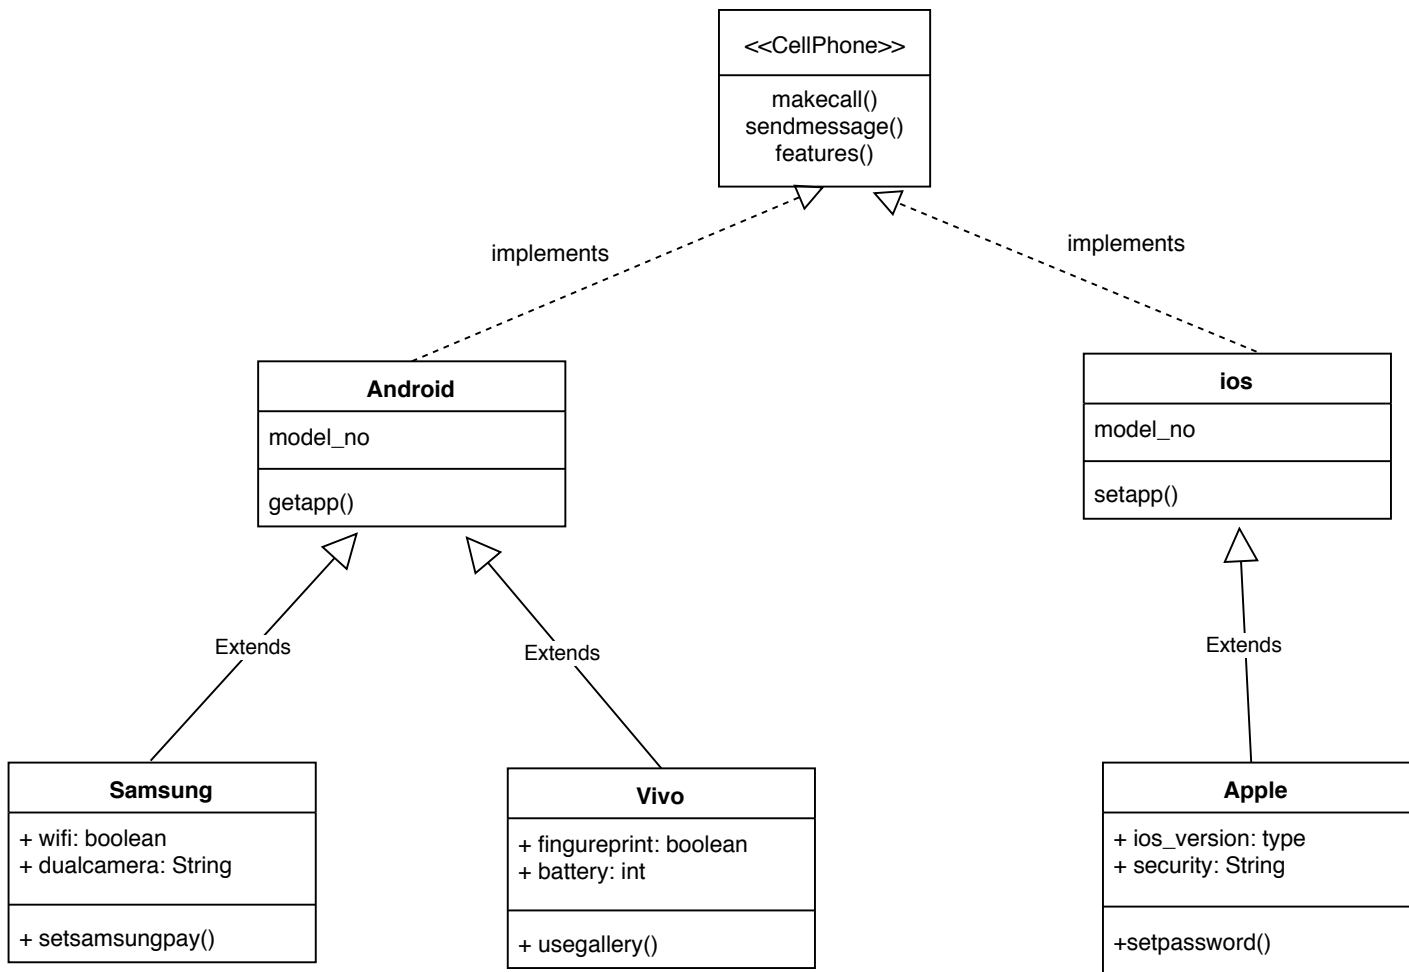 <<CellPhone>>
makecall()
sendmessage()
features()
implements
implements
Android
model_no
getapp()
ios
model_no
setapp()
Extends
Extends
Extends
Samsung
+ wifi: boolean
+ dualcamera: String
+ setsamsungpay()
Vivo
+ fingureprint: boolean
+ battery: int
+ usegallery()
Apple
+ ios_version: type
+ security: String
+setpassword()